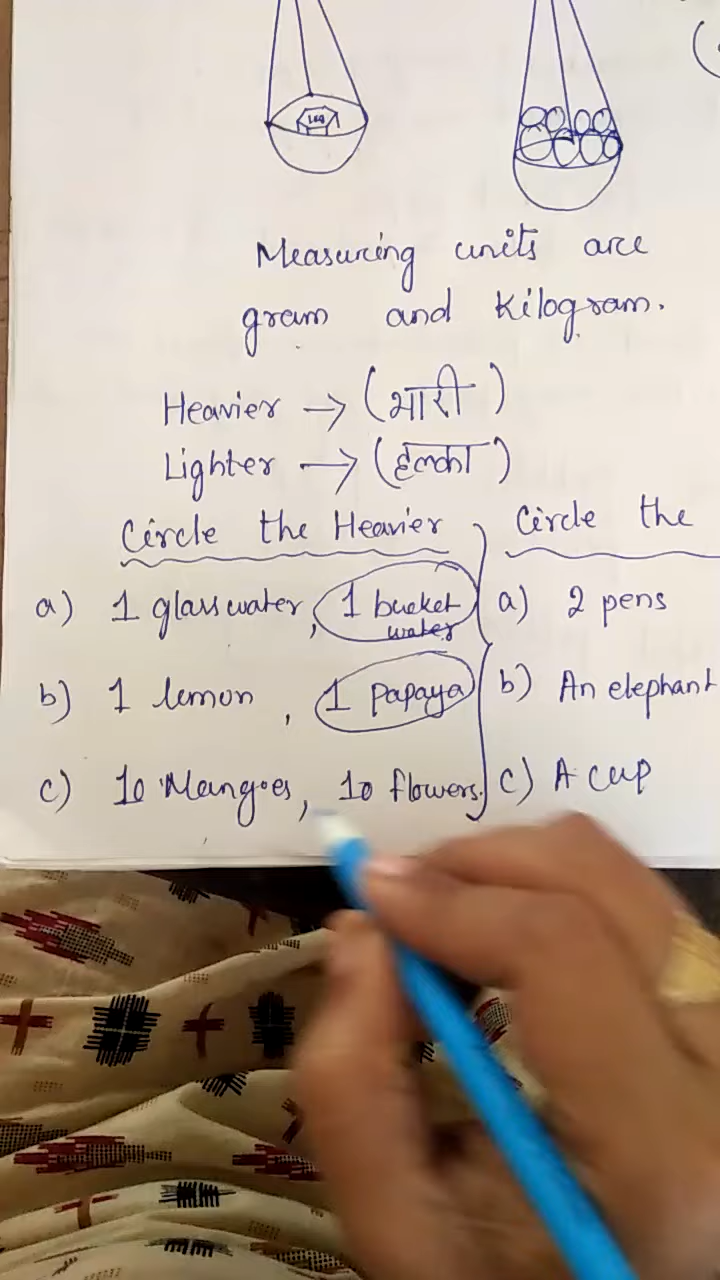 1kg
Measuring units are
gram and Kilogram.
Heavier → (भारी)
Lighter → (हल्का)
Circle the Heavier
a) 1 glass water, 1 bucket
water
b) 1 lemon , 1 papaya
c) 10 Mangoes, 10 flowers.
Circle the
a) 2 pens
b) An elephant
c) A cup